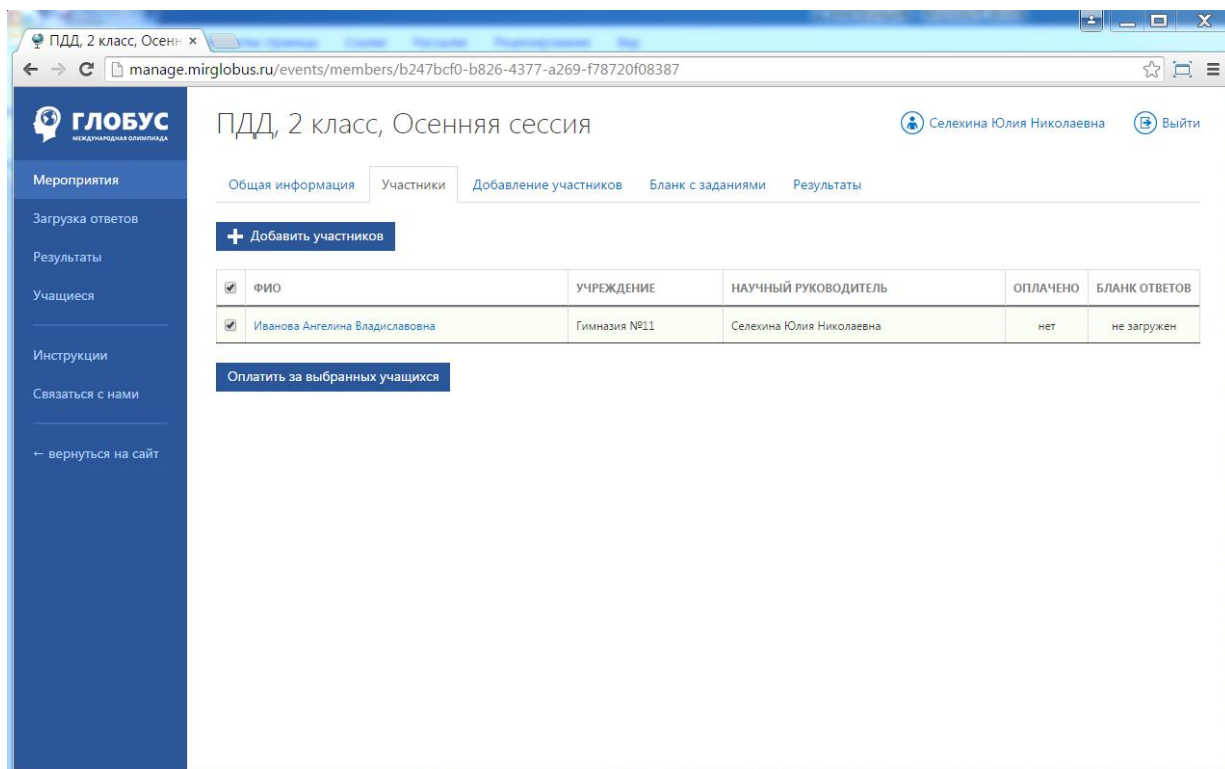 ПДД, 2 класс, Осенн
manage.mirglobus.ru/events/members/b247bcf0-b826-4377-a269-f78720f08387
ГЛОБУС
МЕЖДУНАРОДНАЯ ОЛИМПИАДА
ПДД, 2 класс, Осенняя сессия
Селехина Юлия Николаевна
Выйти
Мероприятия
Загрузка ответов
Результаты
Учащиеся
Инструкции
Связаться с нами
← вернуться на сайт
Общая информация Участники Добавление участников Бланк с заданиями Результаты
+ Добавить участников
ФИО УЧРЕЖДЕНИЕ НАУЧНЫЙ РУКОВОДИТЕЛЬ ОПЛАЧЕНО БЛАНК ОТВЕТОВ
Иванова Ангелина Владиславовна Гимназия №11 Селехина Юлия Николаевна нет не загружен
Оплатить за выбранных учащихся